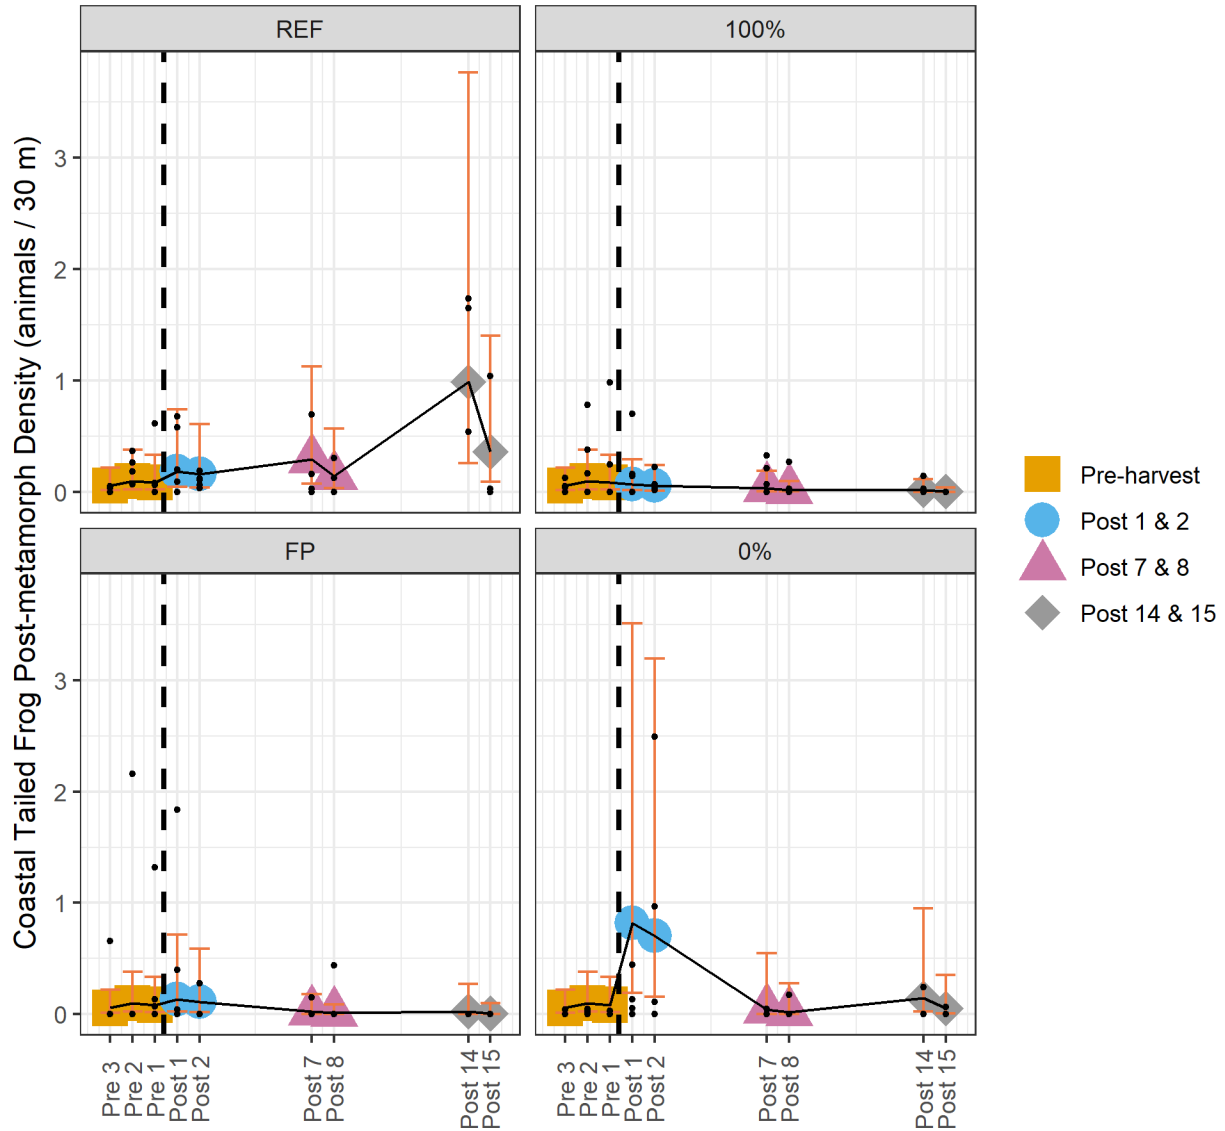 REF
100%
3
2
1
0
FP
0%
3
2
1
0
Coastal Tailed Frog Post-metamorph Density (animals / 30 m)
Pre 3
Pre 2
Pre 1
Post 1
Post 2
Post 7
Post 8
Post 14
Post 15
Pre 3
Pre 2
Pre 1
Post 1
Post 2
Post 7
Post 8
Post 14
Post 15
Pre-harvest
Post 1 & 2
Post 7 & 8
Post 14 & 15